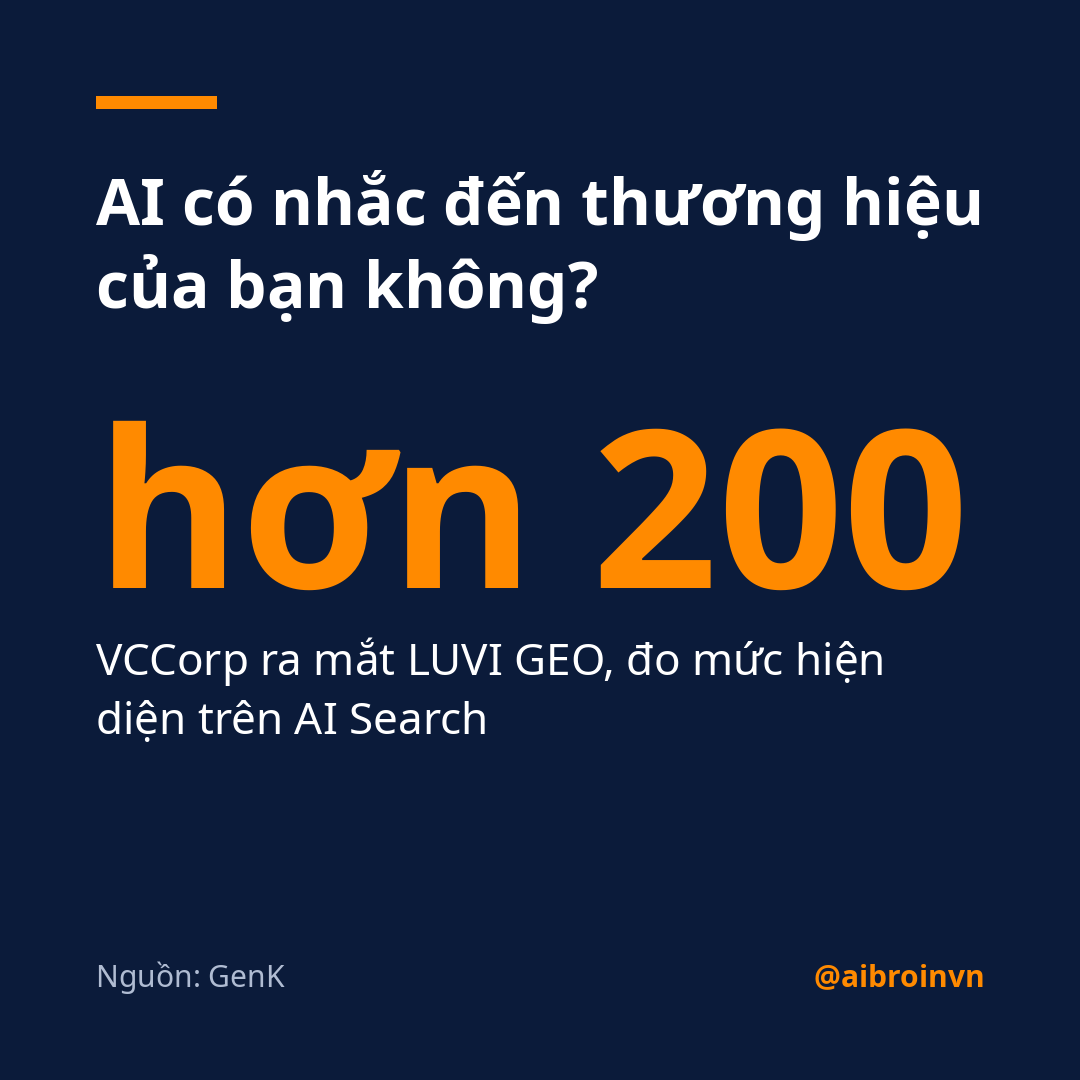 AI có nhắc đến thương hiệu
của bạn không?
hơn 200
VCCorp ra mắt LUVI GEO, đo mức hiện
diện trên AI Search
Nguồn: GenK
@aibroinvn